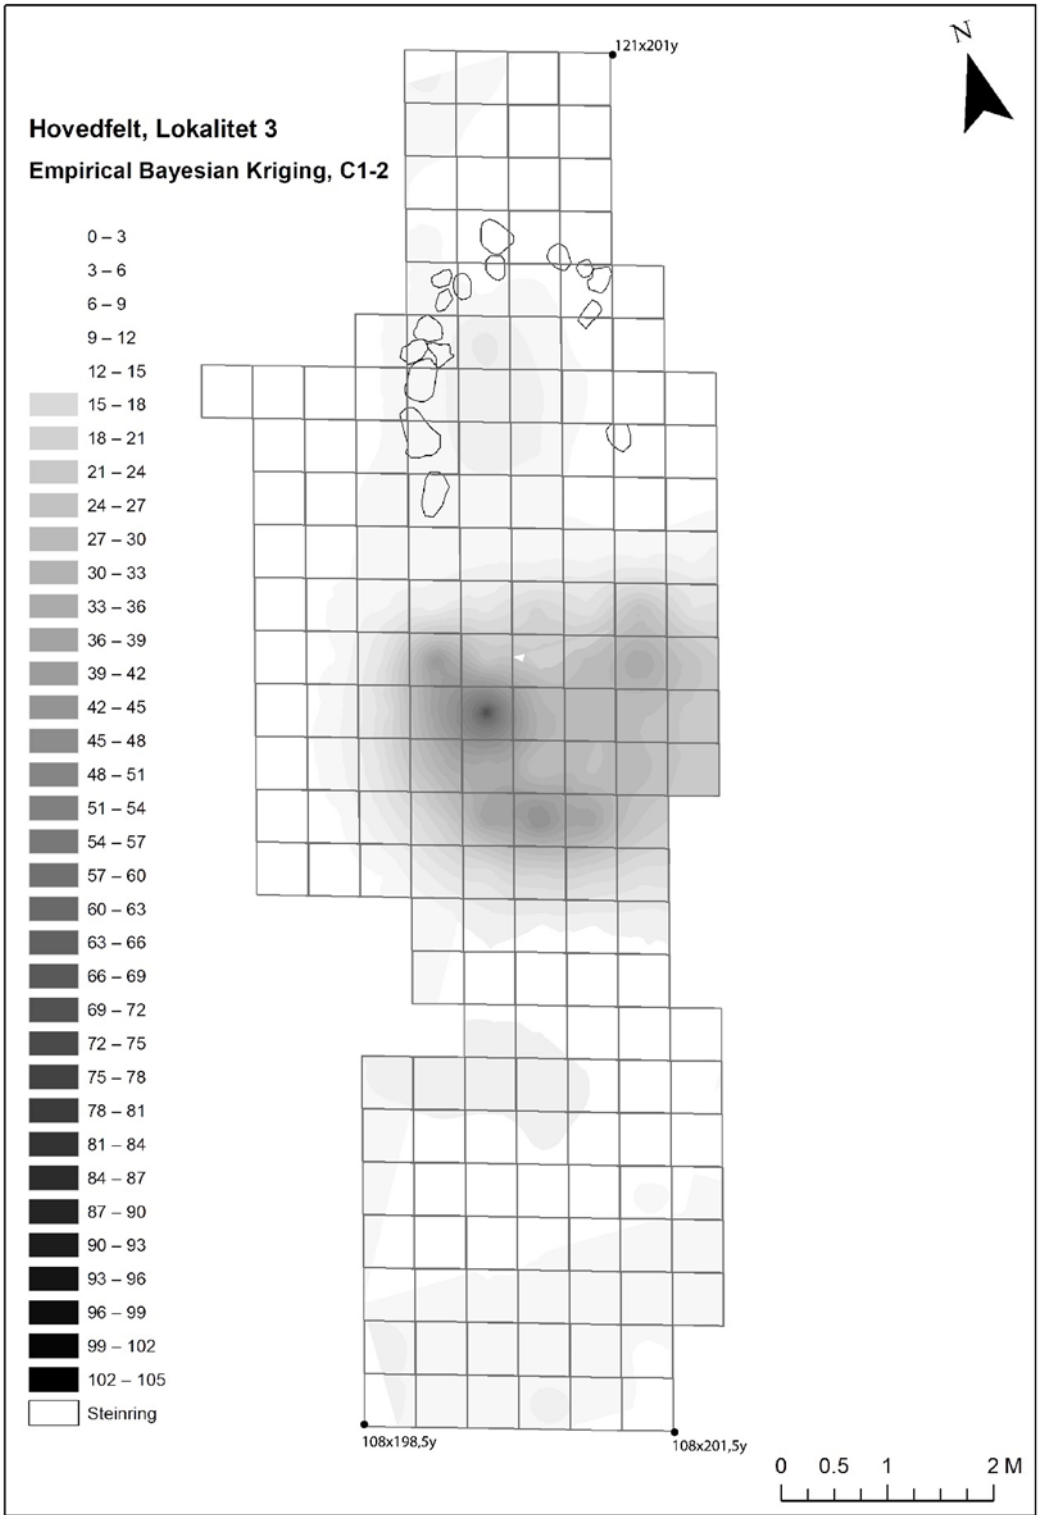 121x201y
N
Hovedfelt, Lokalitet 3
Empirical Bayesian Kriging, C1-2
0 – 3
3 – 6
6 – 9
9 – 12
12 – 15
15 – 18
18 – 21
21 – 24
24 – 27
27 – 30
30 – 33
33 – 36
36 – 39
39 – 42
42 – 45
45 – 48
48 – 51
51 – 54
54 – 57
57 – 60
60 – 63
63 – 66
66 – 69
69 – 72
72 – 75
75 – 78
78 – 81
81 – 84
84 – 87
87 – 90
90 – 93
93 – 96
96 – 99
99 – 102
102 – 105
Steinring
108x198,5y
108x201,5y
0 0.5 1 2 M